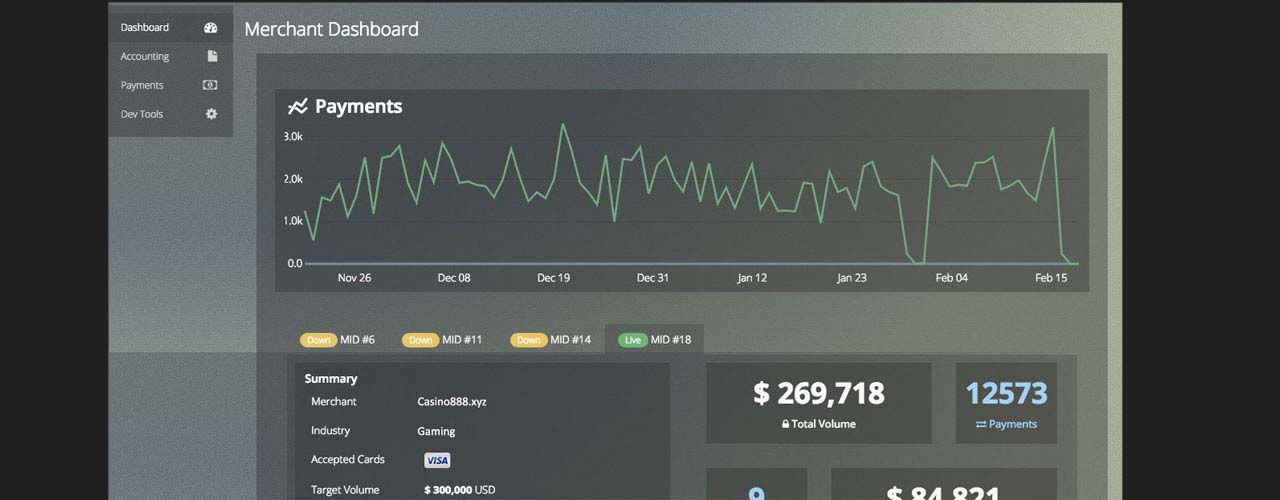 Dashboard
Merchant Dashboard
Accounting
Payments
Dev Tools
Payments
3.0k
2.0k
1.0k
0.0
Nov 26 Dec 08 Dec 19 Dec 31 Jan 12 Jan 23 Feb 04 Feb 15
Down MID #6 Down MID #11 Down MID #14 Live MID #18
Summary
Merchant Casino888.xyz
Industry Gaming
Accepted Cards VISA
Target Volume $ 300,000 USD
$ 269,718
Total Volume
12573
Payments
9
$ 84,821